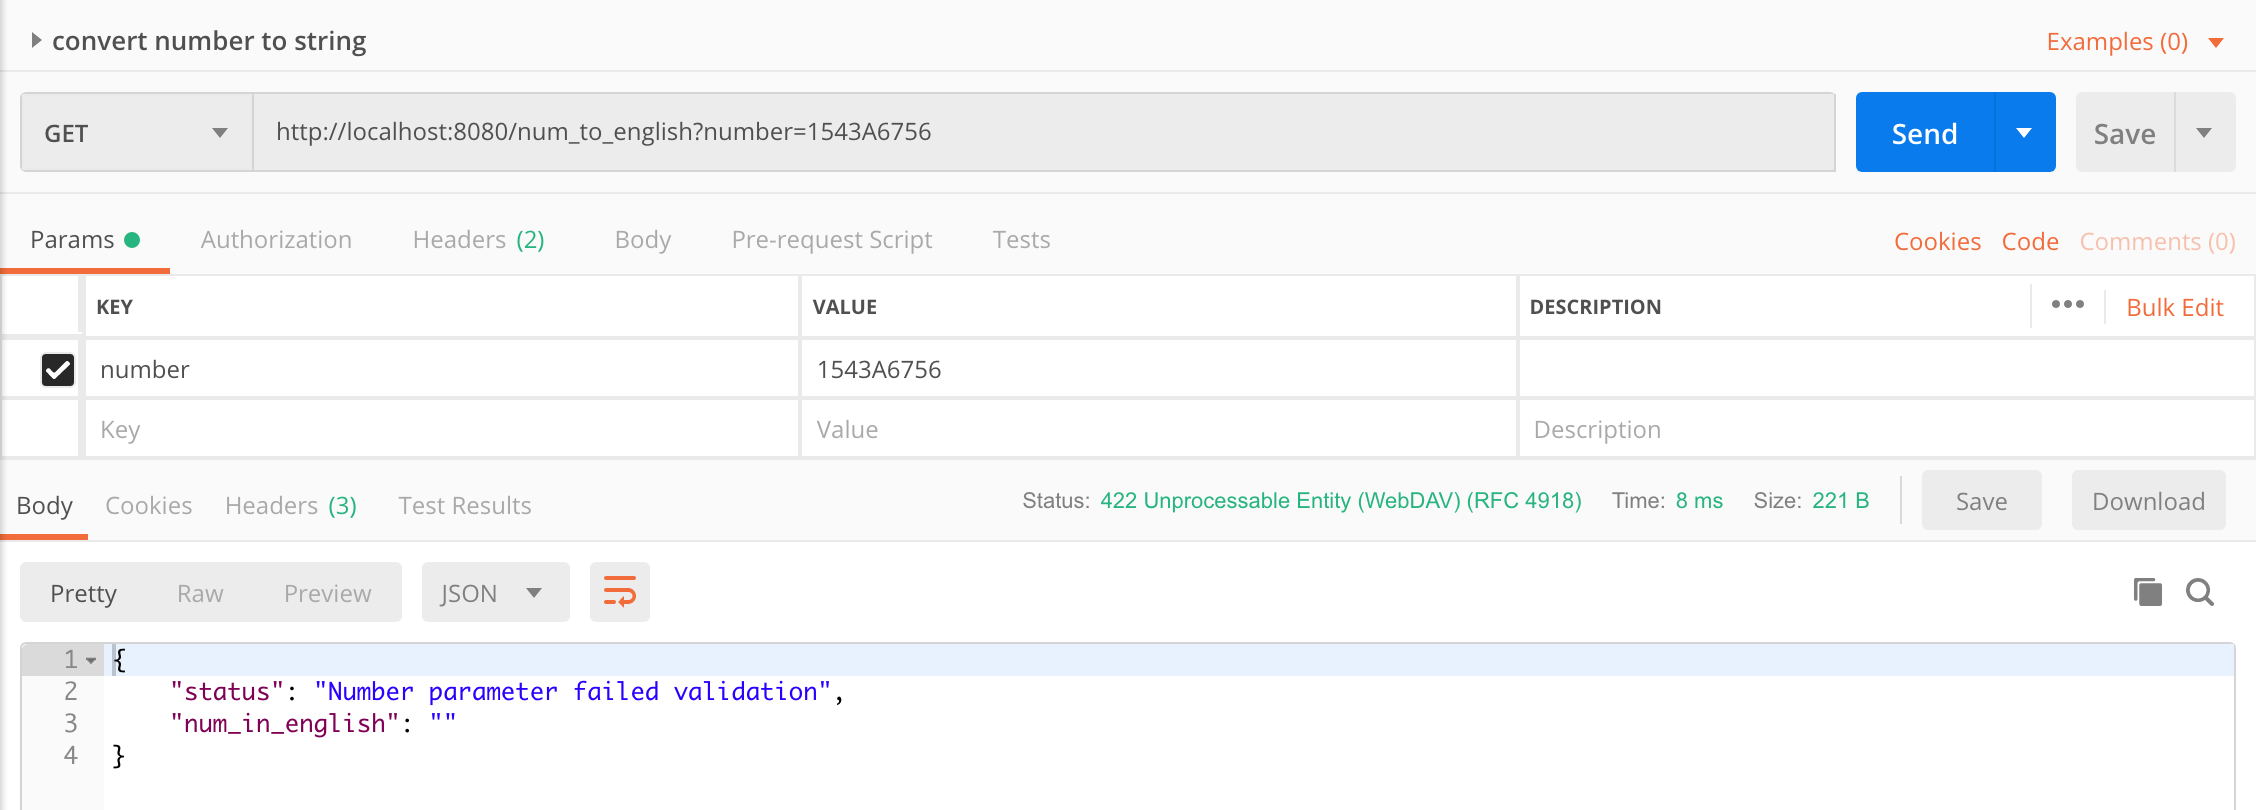 convert number to string
Examples (0)
GET
http://localhost:8080/num_to_english?number=1543A6756
Send
Save
Params
Authorization
Headers (2)
Body
Pre-request Script
Tests
Cookies
Code
Comments (0)
KEY
VALUE
DESCRIPTION
Bulk Edit
number
1543A6756
Key
Value
Description
Body
Cookies
Headers (3)
Test Results
Status: 422 Unprocessable Entity (WebDAV) (RFC 4918)
Time: 8 ms
Size: 221 B
Save
Download
Pretty
Raw
Preview
JSON
1 {
2 "status": "Number parameter failed validation",
3 "num_in_english": ""
4 }